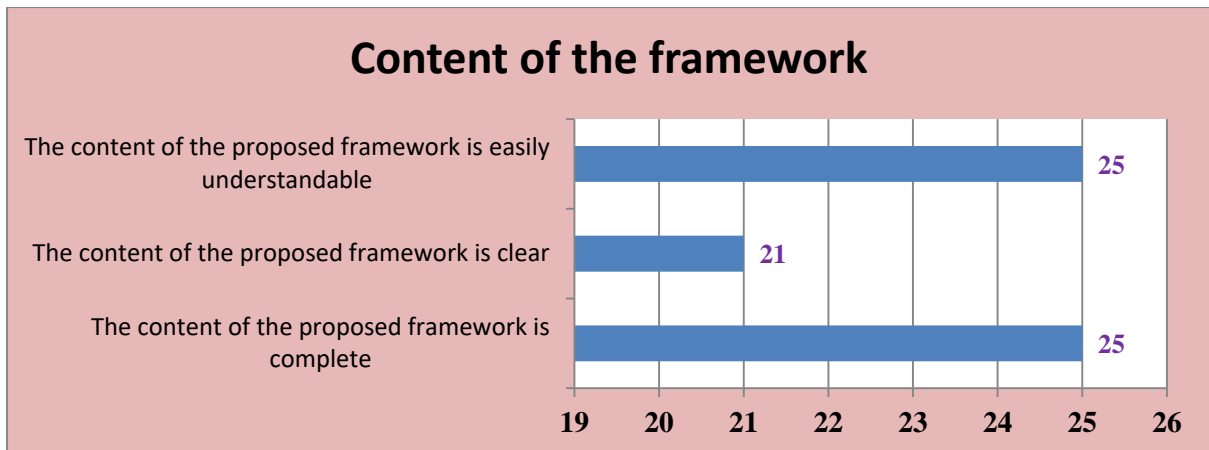 Content of the framework
The content of the proposed framework is easily
understandable
25
The content of the proposed framework is clear
21
The content of the proposed framework is
complete
25
19 20 21 22 23 24 25 26